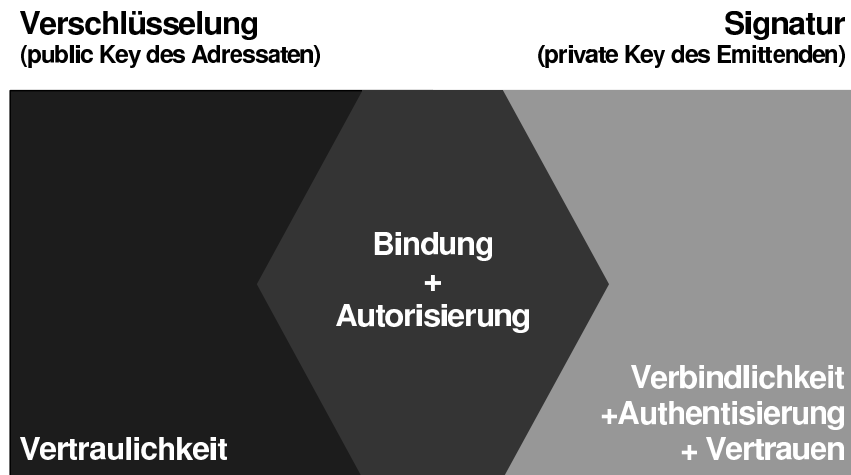 Verschlüsselung
(public Key des Adressaten)
Signatur
(private Key des Emittenden)
Bindung
+
Autorisierung
Vertraulichkeit
Verbindlichkeit
+Authentisierung
+ Vertrauen